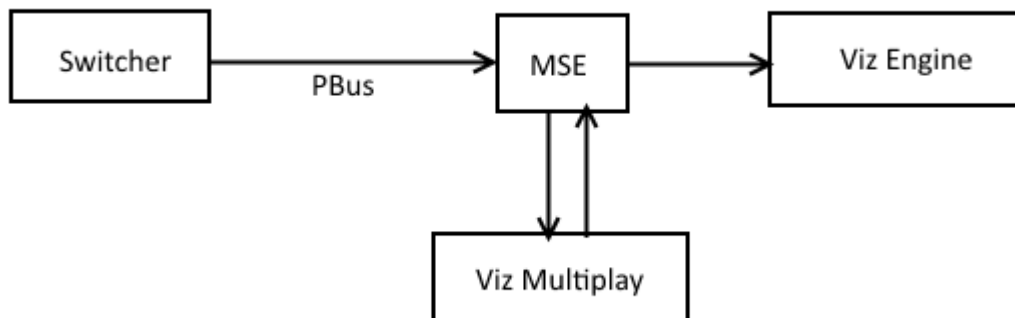 Switcher
PBus
MSE
Viz Engine
Viz Multiplay